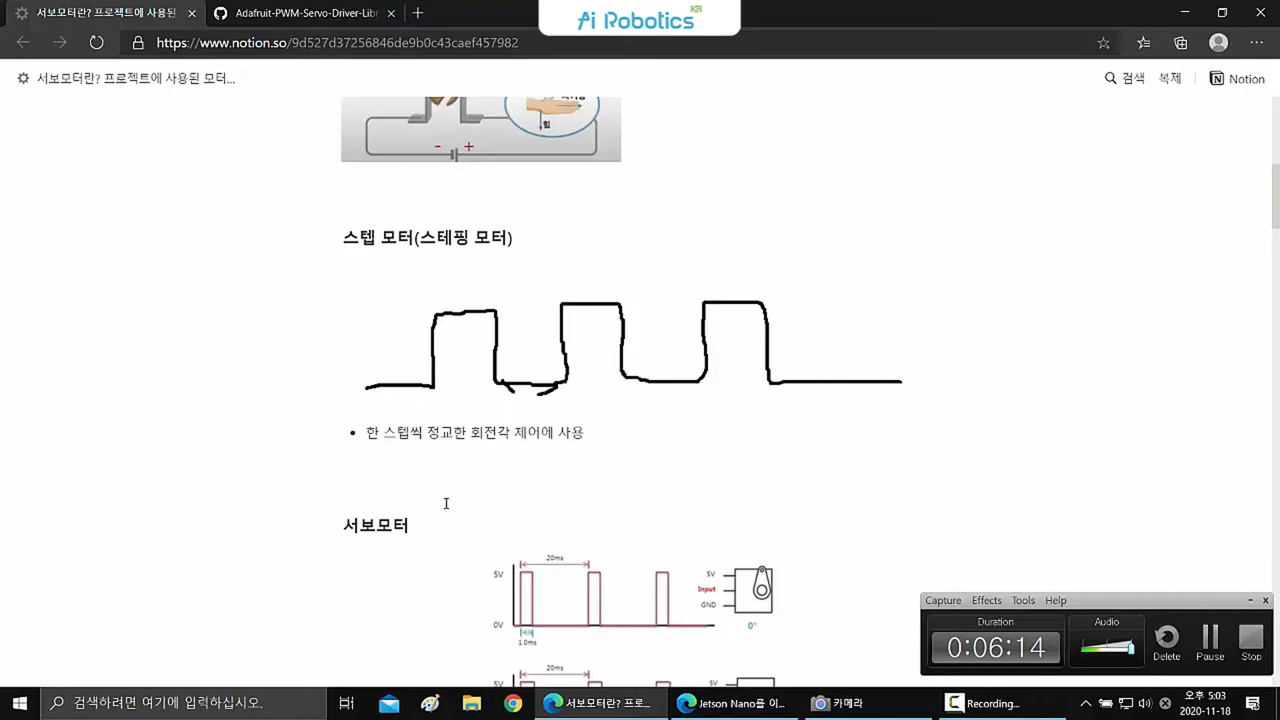 서보모터란? 프로젝트에 사용된
Adafruit-PWM-Servo-Driver-Libr
Ai Robotics KR
https://www.notion.so/9d527d37256846de9b0c43caef457982
서보모터란? 프로젝트에 사용된 모터...
검색
복제
Notion
힘
- +
스텝 모터(스테핑 모터)
한 스텝씩 정교한 회전각 제어에 사용
서보모터
20ms
5V
0V
1.0ms
5V
Input
GND
0°
20ms
5V
5V
Capture Effects Tools Help
Duration
0:06:14
Audio
Delete
Pause
Stop
검색하려면 여기에 입력하십시오.
서보모터란? 프로...
Jetson Nano를 이...
카메라
Recording...
오후 5:03
2020-11-18